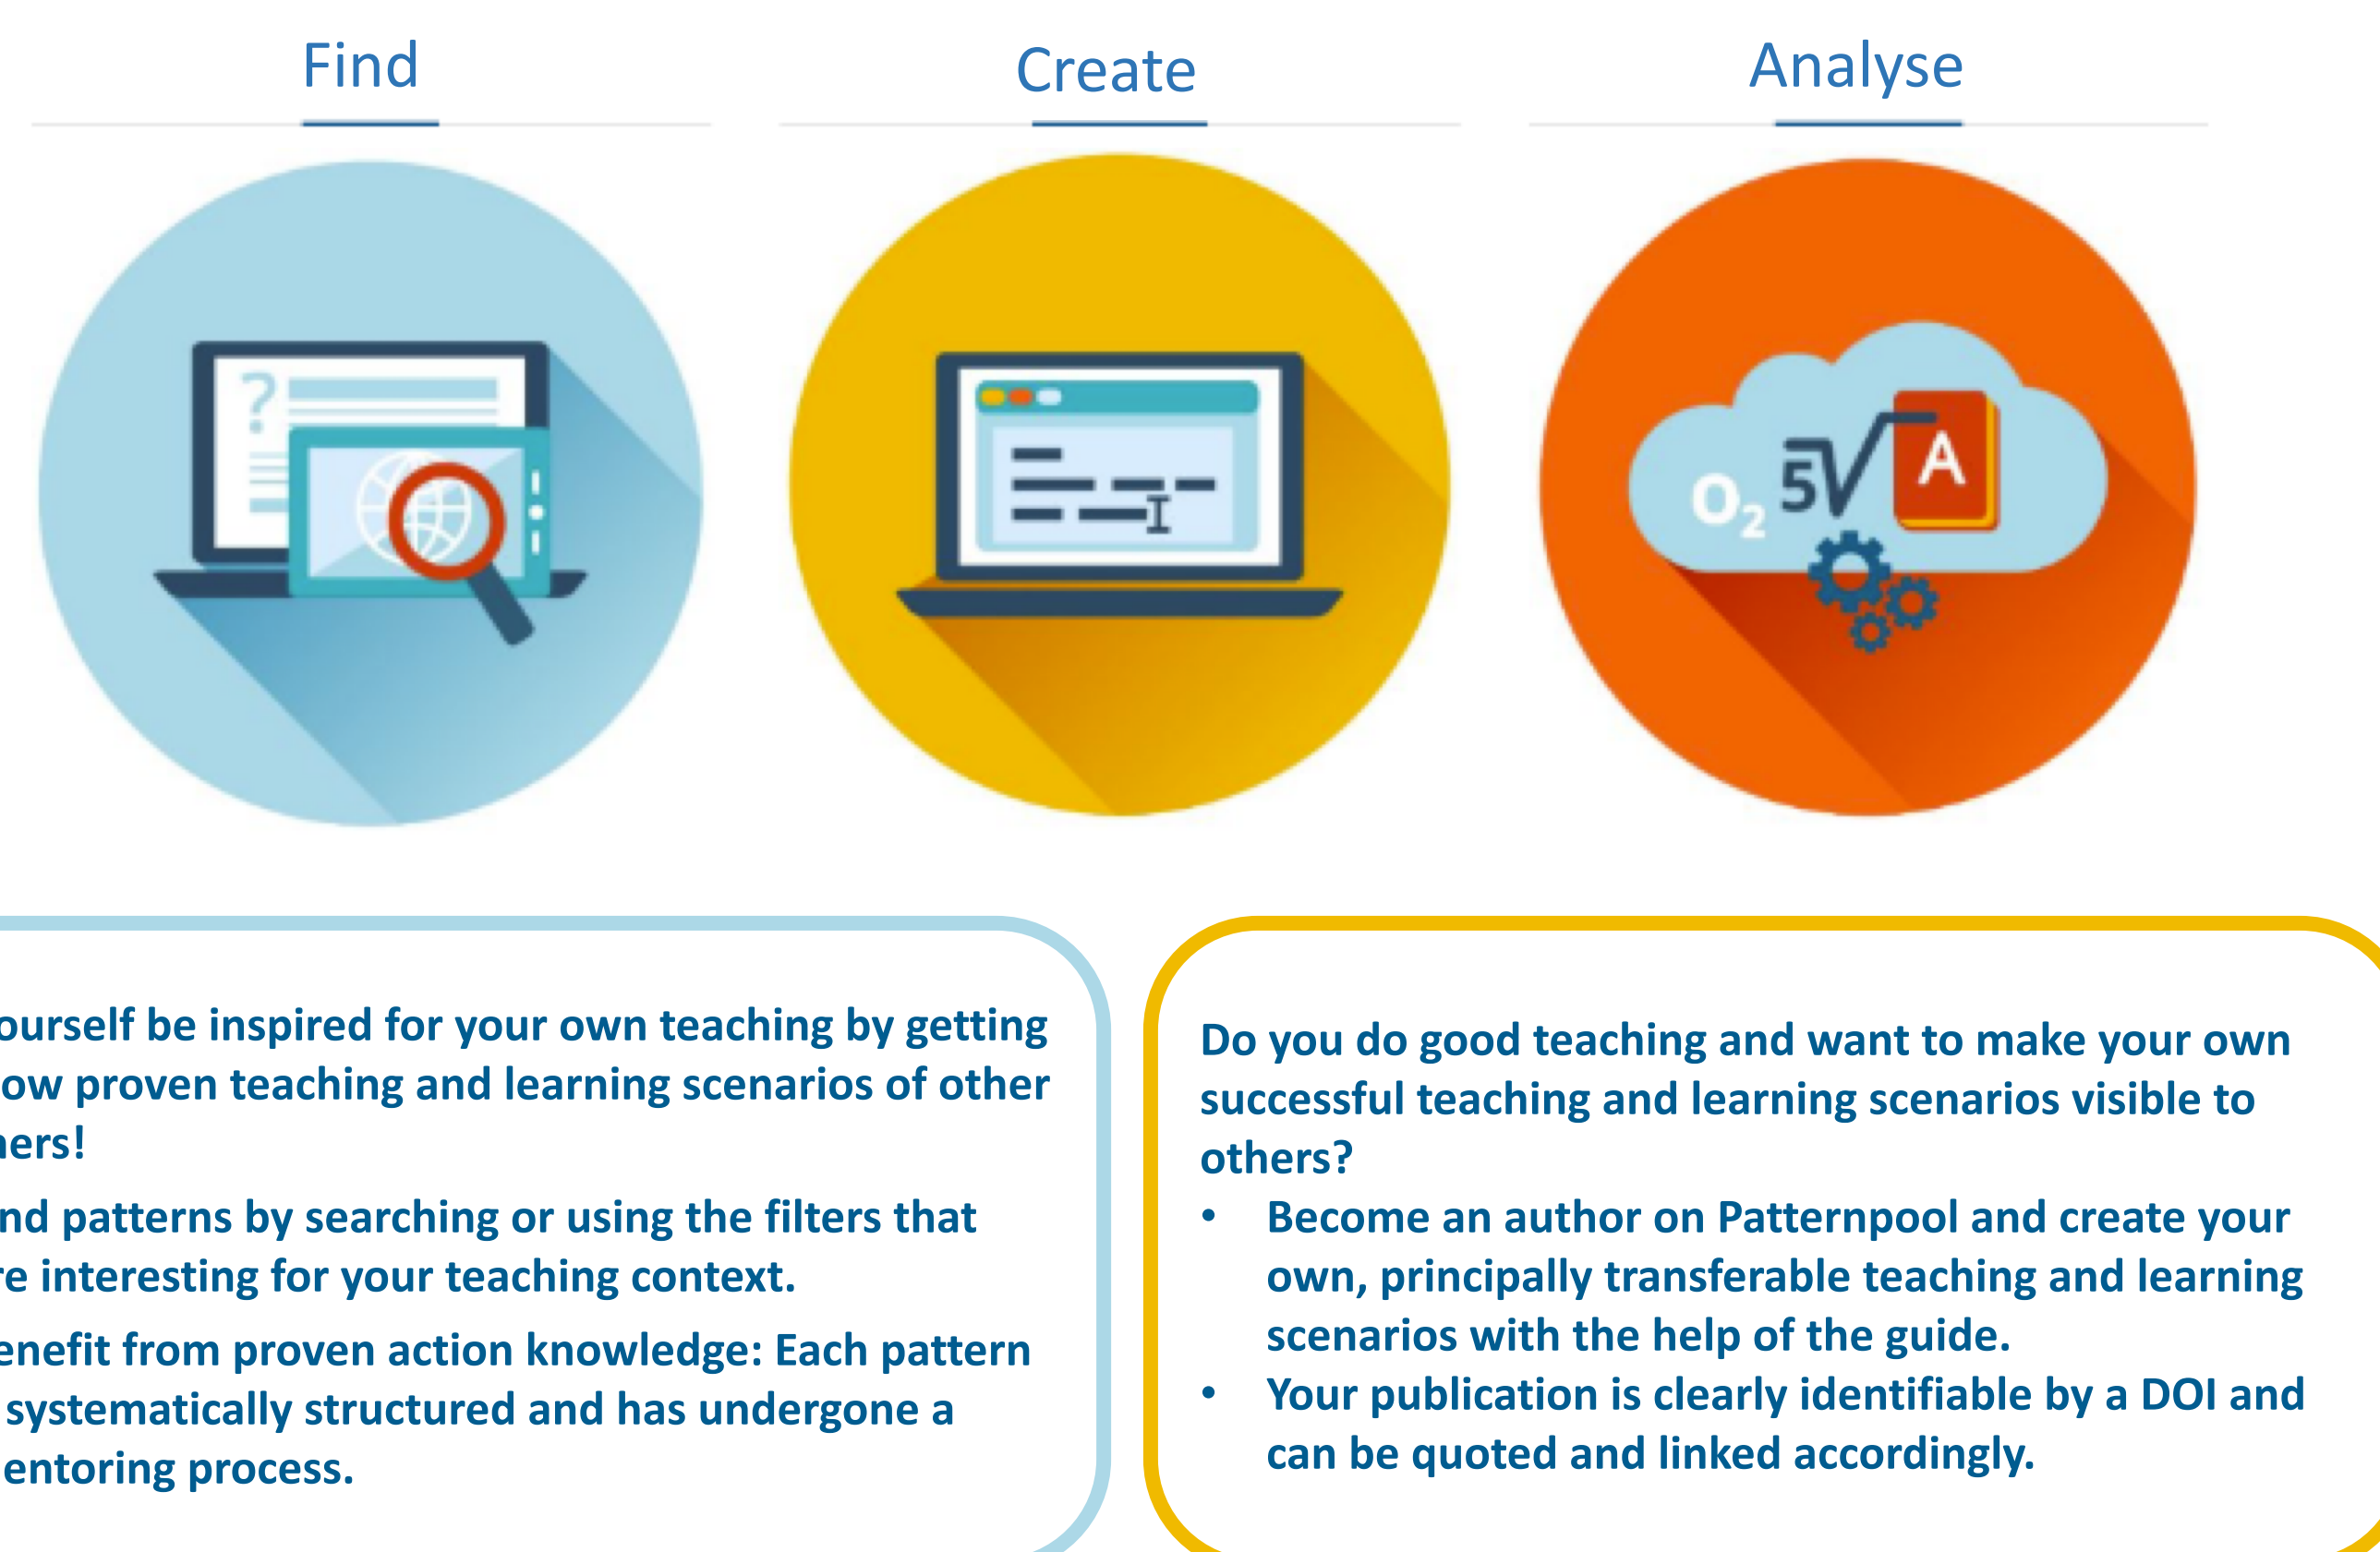 Find
Create
Analyse
?
O₂ 5√ A
ourself be inspired for your own teaching by getting
ow proven teaching and learning scenarios of other
ers!
nd patterns by searching or using the filters that
re interesting for your teaching context.
enefit from proven action knowledge: Each pattern
systematically structured and has undergone a
entoring process.
Do you do good teaching and want to make your own
successful teaching and learning scenarios visible to
others?
• Become an author on Patternpool and create your
own, principally transferable teaching and learning
scenarios with the help of the guide.
• Your publication is clearly identifiable by a DOI and
can be quoted and linked accordingly.